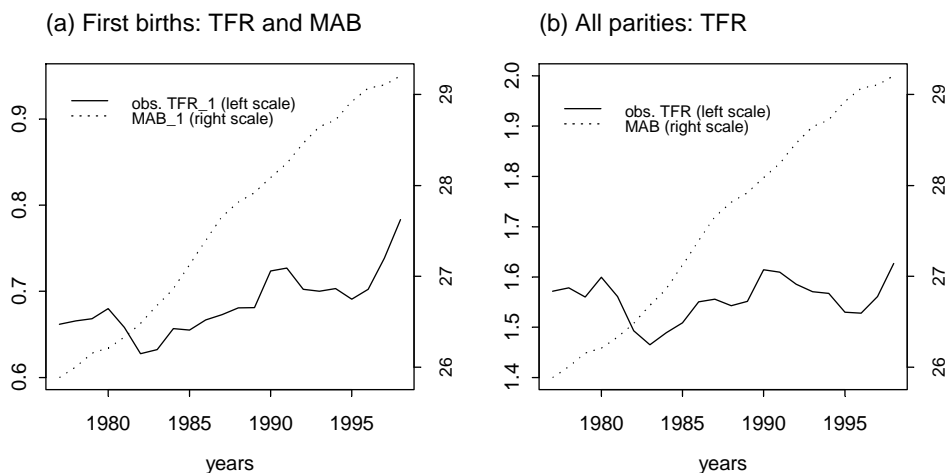 (a) First births: TFR and MAB
obs. TFR_1 (left scale)
MAB_1 (right scale)
0.9
0.8
0.7
0.6
29
28
27
26
1980 1985 1990 1995
years
(b) All parities: TFR
obs. TFR (left scale)
MAB (right scale)
2.0
1.9
1.8
1.7
1.6
1.5
1.4
29
28
27
26
1980 1985 1990 1995
years